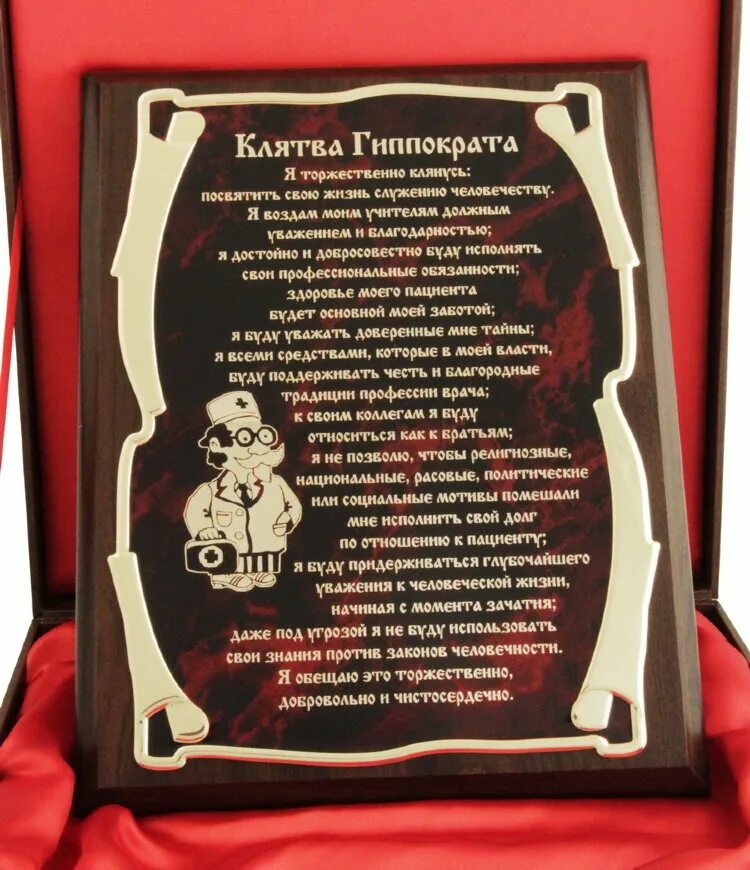 Клятва Гиппократа
Я торжественно клянусь:
посвятить свою жизнь служению человечеству.
Я воздам моим учителям должным
уважением и благодарностью;
я достойно и добросовестно буду исполнять
свои профессиональные обязанности;
здоровье моего пациента
будет основной моей заботой;
я буду уважать доверенные мне тайны;
я всеми средствами, которые в моей власти,
буду поддерживать честь и благородные
традиции профессии врача;
к своим коллегам я буду
относиться как к братьям;
я не позволю, чтобы религиозные,
национальные, расовые, политические
или социальные мотивы помешали
мне исполнить свой долг
по отношению к пациенту;
я буду придерживаться глубочайшего
уважения к человеческой жизни,
начиная с момента зачатия;
даже под угрозой я не буду использовать
свои знания против законов человечности.
Я обещаю это торжественно,
добровольно и чистосердечно.